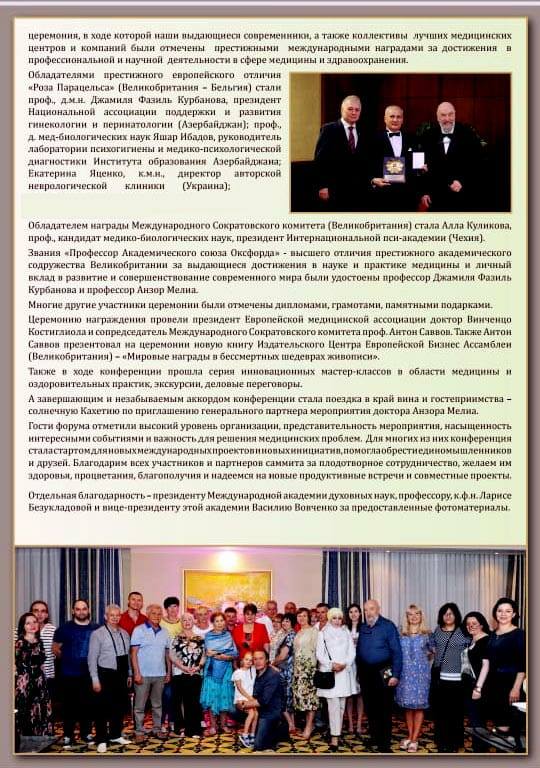 церемония, в ходе которой наши выдающиеся современники, а также коллективы лучших медицинских
центров и компаний были отмечены престижными международными наградами за достижения в
профессиональной и научной деятельности в сфере медицины и здравоохранения.
Обладателями престижного европейского отличия
«Роза Парацельса» (Великобритания – Бельгия) стали
проф., д.м.н. Джамиля Фазиль Курбанова, президент
Национальной ассоциации поддержки и развития
гинекологии и перинатологии (Азербайджан); проф.,
д. мед-биологических наук Яшар Ибадов, руководитель
лаборатории психогигиены и медико-психологической
диагностики Института образования Азербайджана;
Екатерина Яценко, к.м.н., директор авторской
неврологической клиники (Украина);
Обладателем награды Международного Сократовского комитета (Великобритания) стала Алла Куликова,
проф., кандидат медико-биологических наук, президент Интернациональной пси-академии (Чехия).
Звания «Профессор Академического союза Оксфорда» - высшего отличия престижного академического
содружества Великобритании за выдающиеся достижения в науке и практике медицины и личный
вклад в развитие и совершенствование современного мира были удостоены профессор Джамиля Фазиль
Курбанова и профессор Анзор Мелиа.
Многие другие участники церемонии были отмечены дипломами, грамотами, памятными подарками.
Церемонию награждения провели президент Европейской медицинской ассоциации доктор Винченцо
Костиглиола и сопредседатель Международного Сократовского комитета проф. Антон Саввов. Также Антон
Саввов презентовал на церемонии новую книгу Издательского Центра Европейской Бизнес Ассамблеи
(Великобритания) – «Мировые награды в бессмертных шедеврах живописи».
Также в ходе конференции прошла серия инновационных мастер-классов в области медицины и
оздоровительных практик, экскурсии, деловые переговоры.
А завершающим и незабываемым аккордом конференции стала поездка в край вина и гостеприимства –
солнечную Кахетию по приглашению генерального партнера мероприятия доктора Анзора Мелиа.
Гости форума отметили высокий уровень организации, представительность мероприятия, насыщенность
интересными событиями и важность для решения медицинских проблем. Для многих из них конференция
стала стартом для новых международных проектов и новых инициатив, помогла обрести единомышленников
и друзей. Благодарим всех участников и партнеров саммита за плодотворное сотрудничество, желаем им
здоровья, процветания, благополучия и надеемся на новые продуктивные встречи и совместные проекты.
Отдельная благодарность – президенту Международной академии духовных наук, профессору, к.ф.н. Ларисе
Безукладовой и вице-президенту этой академии Василию Вовченко за предоставленные фотоматериалы.